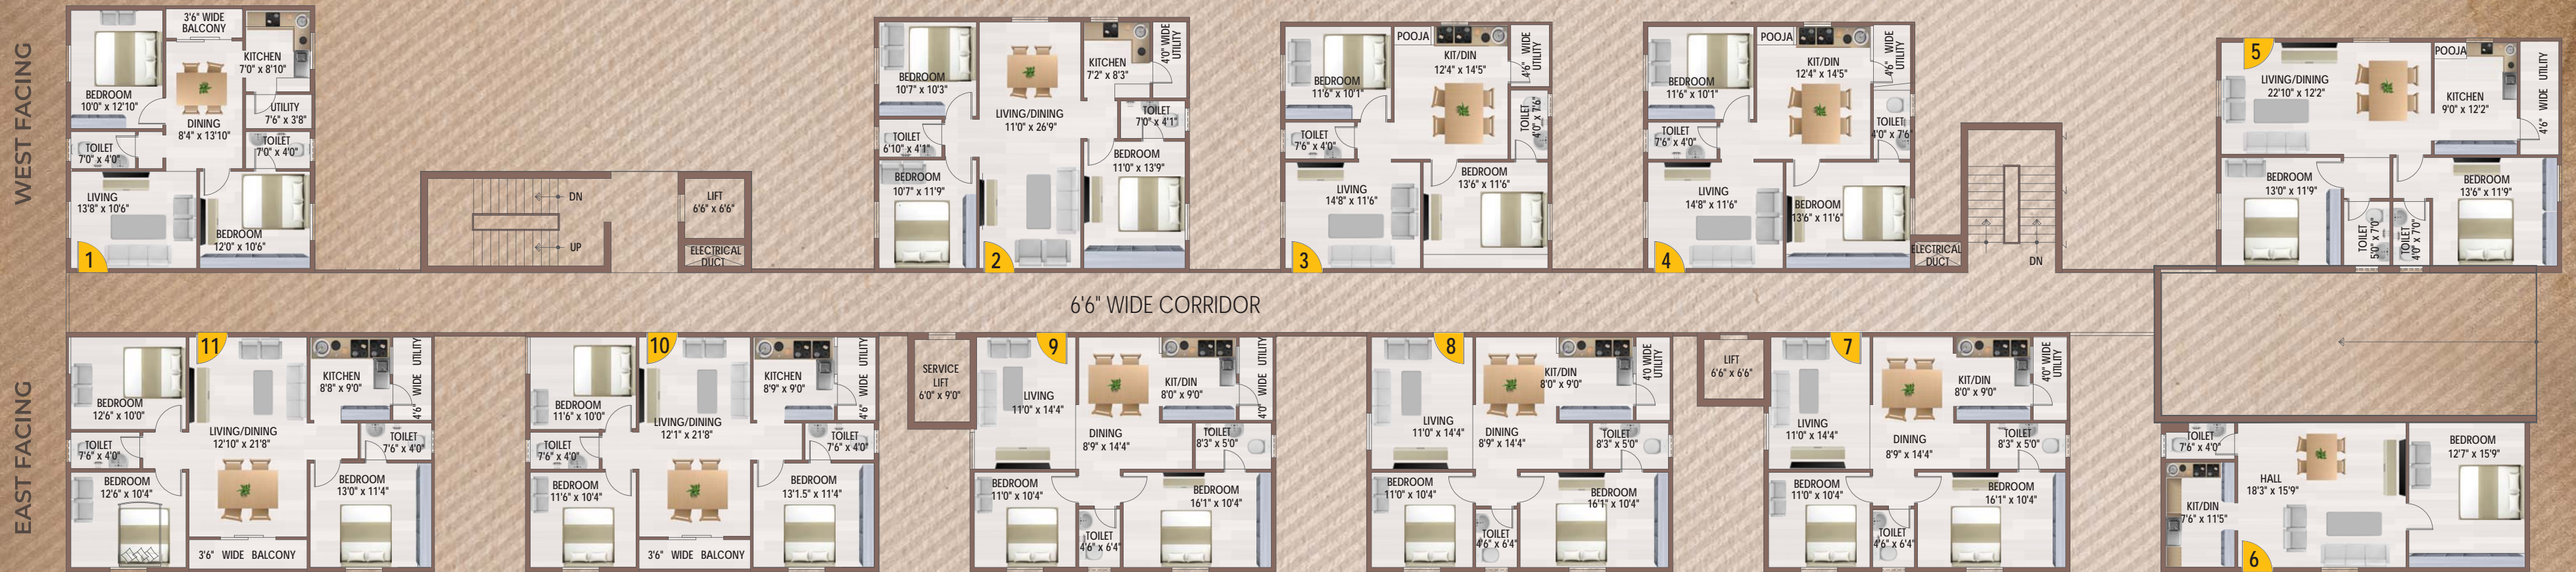 WEST FACING
3'6" WIDE
BALCONY
KITCHEN
7'0" x 8'10"
BEDROOM
10'0" x 12'10"
UTILITY
7'6" x 3'8"
DINING
8'4" x 13'10"
TOILET
7'0" x 4'0"
TOILET
7'0" x 4'0"
LIVING
13'8" x 10'6"
BEDROOM
12'0" x 10'6"
1
DN
UP
LIFT
6'6" x 6'6"
ELECTRICAL
DUCT
BEDROOM
10'7" x 10'3"
KITCHEN
7'2" x 8'3"
4'0" WIDE
UTILITY
LIVING/DINING
11'0" x 26'9"
TOILET
7'0" x 4'1"
TOILET
6'10" x 4'1"
BEDROOM
11'0" x 13'9"
BEDROOM
10'7" x 11'9"
2
POOJA
KIT/DIN
12'4" x 14'5"
4'6" WIDE
UTILITY
BEDROOM
11'6" x 10'1"
TOILET
4'0" x 7'6"
TOILET
7'6" x 4'0"
LIVING
14'8" x 11'6"
BEDROOM
13'6" x 11'6"
3
POOJA
KIT/DIN
12'4" x 14'5"
4'6" WIDE
UTILITY
BEDROOM
11'6" x 10'1"
TOILET
4'0" x 7'6"
TOILET
7'6" x 4'0"
LIVING
14'8" x 11'6"
BEDROOM
13'6" x 11'6"
4
ELECTRICAL
DUCT
DN
5
LIVING/DINING
22'10" x 12'2"
POOJA
KITCHEN
9'0" x 12'2"
4'6" WIDE UTILITY
BEDROOM
13'0" x 11'9"
TOILET
5'0" x 7'0"
TOILET
4'0" x 7'0"
BEDROOM
13'6" x 11'9"
6'6" WIDE CORRIDOR
EAST FACING
11
BEDROOM
12'6" x 10'0"
KITCHEN
8'8" x 9'0"
4'6" WIDE UTILITY
LIVING/DINING
12'10" x 21'8"
TOILET
7'6" x 4'0"
TOILET
7'6" x 4'0"
BEDROOM
12'6" x 10'4"
BEDROOM
13'0" x 11'4"
3'6" WIDE BALCONY
10
BEDROOM
11'6" x 10'0"
KITCHEN
8'9" x 9'0"
4'6" WIDE UTILITY
LIVING/DINING
12'1" x 21'8"
TOILET
7'6" x 4'0"
TOILET
7'6" x 4'0"
BEDROOM
11'6" x 10'4"
BEDROOM
13'1.5" x 11'4"
3'6" WIDE BALCONY
SERVICE
LIFT
6'0" x 9'0"
9
LIVING
11'0" x 14'4"
KIT/DIN
8'0" x 9'0"
4'0" WIDE UTILITY
DINING
8'9" x 14'4"
TOILET
8'3" x 5'0"
BEDROOM
11'0" x 10'4"
BEDROOM
16'1" x 10'4"
TOILET
4'6" x 6'4"
8
LIVING
11'0" x 14'4"
KIT/DIN
8'0" x 9'0"
4'0 WIDE
UTILITY
DINING
8'9" x 14'4"
TOILET
8'3" x 5'0"
BEDROOM
11'0" x 10'4"
BEDROOM
16'1" x 10'4"
TOILET
4'6" x 6'4"
LIFT
6'6" x 6'6"
7
LIVING
11'0" x 14'4"
KIT/DIN
8'0" x 9'0"
4'0" WIDE
UTILITY
DINING
8'9" x 14'4"
TOILET
8'3" x 5'0"
BEDROOM
11'0" x 10'4"
BEDROOM
16'1" x 10'4"
TOILET
4'6" x 6'4"
TOILET
7'6" x 4'0"
KIT/DIN
7'6" x 11'5"
HALL
18'3" x 15'9"
BEDROOM
12'7" x 15'9"
6